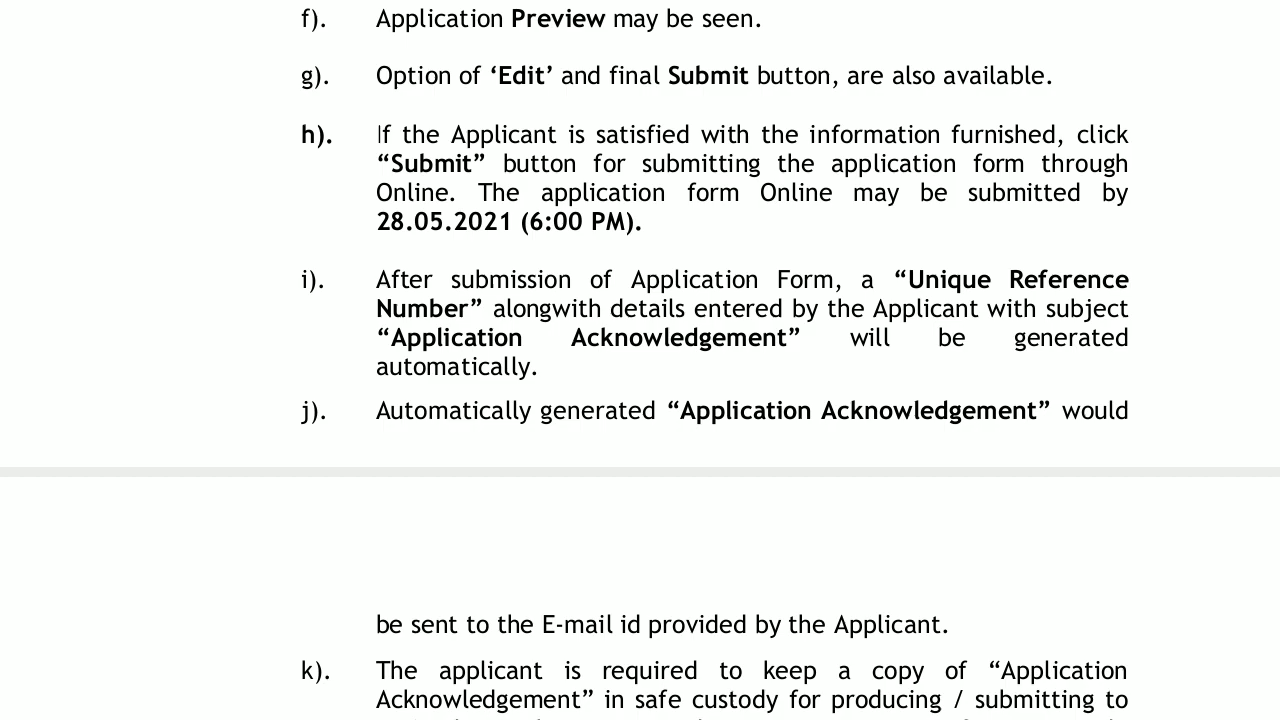 f). Application Preview may be seen.
g). Option of ‘Edit’ and final Submit button, are also available.
h). If the Applicant is satisfied with the information furnished, click
“Submit” button for submitting the application form through
Online. The application form Online may be submitted by
28.05.2021 (6:00 PM).
i). After submission of Application Form, a “Unique Reference
Number” alongwith details entered by the Applicant with subject
“Application Acknowledgement” will be generated
automatically.
j). Automatically generated “Application Acknowledgement” would
be sent to the E-mail id provided by the Applicant.
k). The applicant is required to keep a copy of “Application
Acknowledgement” in safe custody for producing / submitting to